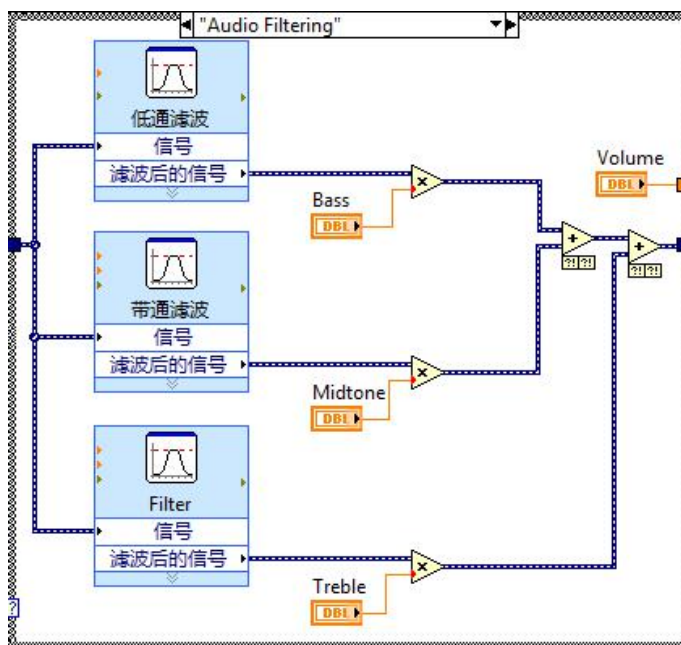 "Audio Filtering"
低通滤波
信号
滤波后的信号
Volume
DBL
Bass
DBL
?! ?!
?! ?!
带通滤波
信号
滤波后的信号
Midtone
DBL
Filter
信号
滤波后的信号
Treble
DBL
?